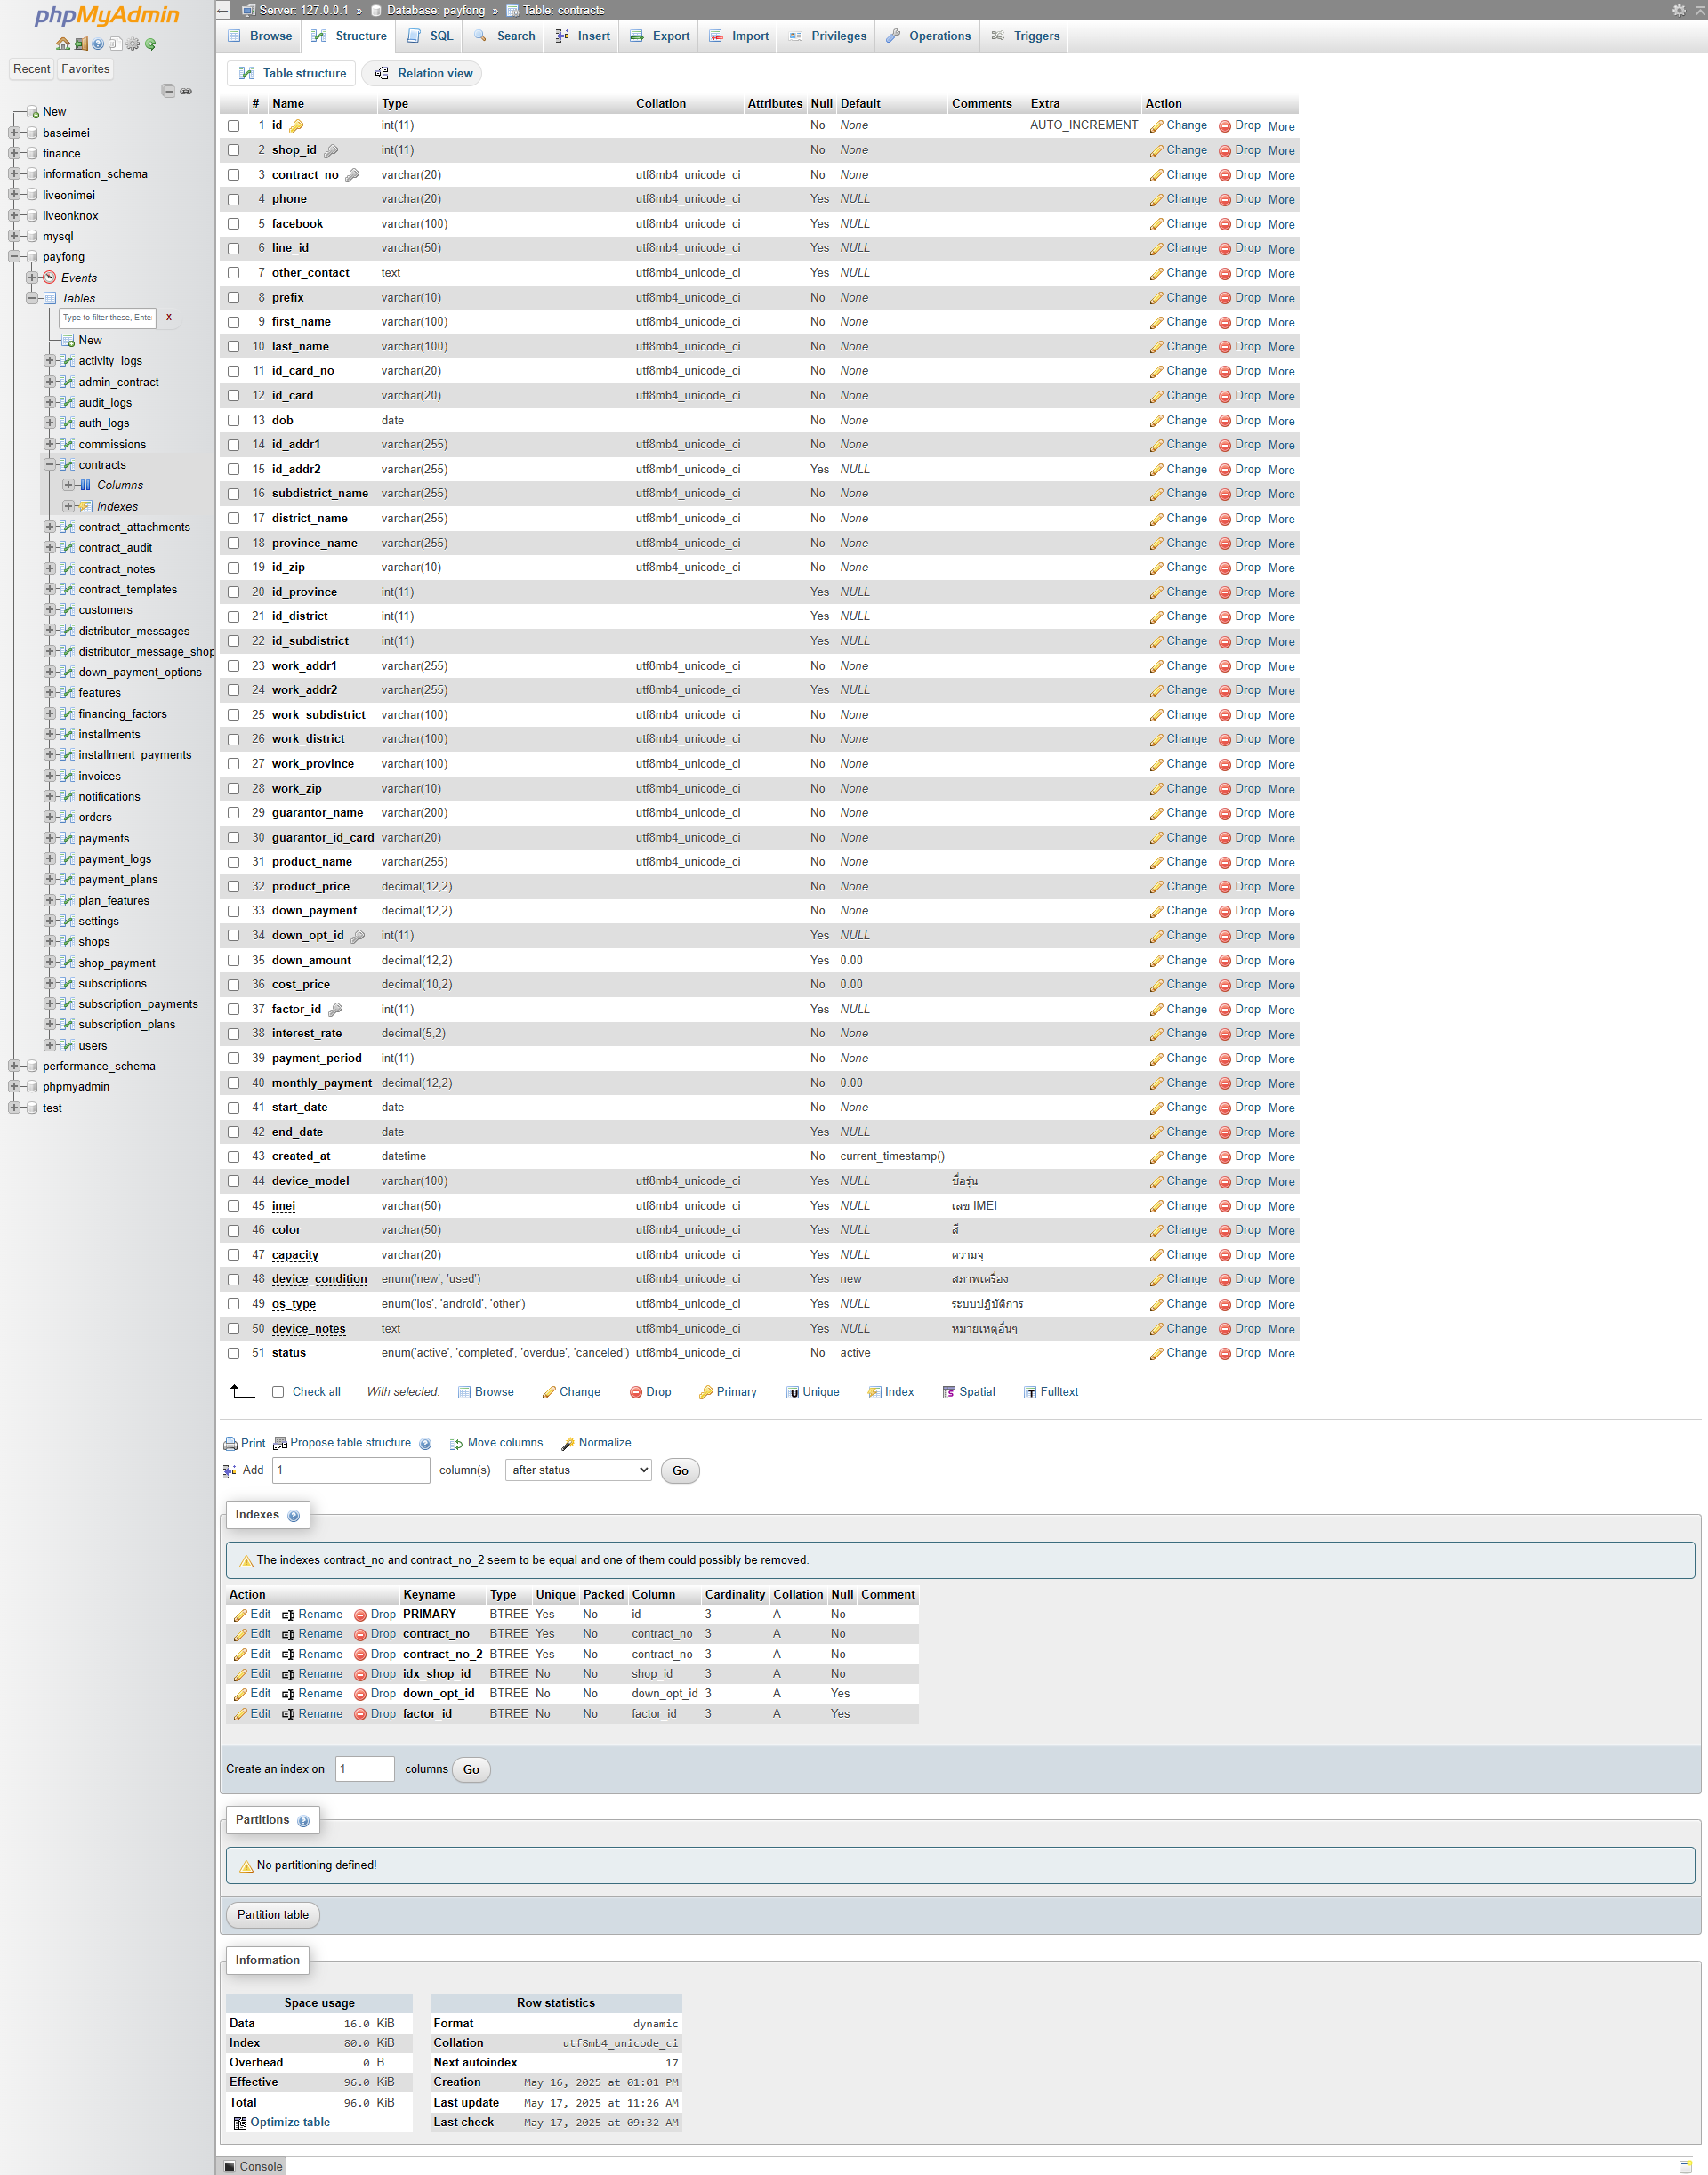 phpMyAdmin
Recent Favorites
New
baseimei
finance
information_schema
liveonimei
liveonknox
mysql
payfong
Events
Tables
Type to filter these, Ente X
New
activity_logs
admin_contract
audit_logs
auth_logs
commissions
contracts
Columns
Indexes
contract_attachments
contract_audit
contract_notes
contract_templates
customers
distributor_messages
distributor_message_shop
down_payment_options
features
financing_factors
installments
installment_payments
invoices
notifications
orders
payments
payment_logs
payment_plans
plan_features
settings
shops
shop_payment
subscriptions
subscription_payments
subscription_plans
users
performance_schema
phpmyadmin
test
Server: 127.0.0.1 » Database: payfong » Table: contracts
Browse Structure SQL Search Insert Export Import Privileges Operations Triggers
Table structure Relation view
# Name Type Collation Attributes Null Default Comments Extra Action
1 id int(11) No None AUTO_INCREMENT Change Drop More
2 shop_id int(11) No None Change Drop More
3 contract_no varchar(20) utf8mb4_unicode_ci No None Change Drop More
4 phone varchar(20) utf8mb4_unicode_ci Yes NULL Change Drop More
5 facebook varchar(100) utf8mb4_unicode_ci Yes NULL Change Drop More
6 line_id varchar(50) utf8mb4_unicode_ci Yes NULL Change Drop More
7 other_contact text utf8mb4_unicode_ci Yes NULL Change Drop More
8 prefix varchar(10) utf8mb4_unicode_ci No None Change Drop More
9 first_name varchar(100) utf8mb4_unicode_ci No None Change Drop More
10 last_name varchar(100) utf8mb4_unicode_ci No None Change Drop More
11 id_card_no varchar(20) utf8mb4_unicode_ci No None Change Drop More
12 id_card varchar(20) utf8mb4_unicode_ci No None Change Drop More
13 dob date No None Change Drop More
14 id_addr1 varchar(255) utf8mb4_unicode_ci No None Change Drop More
15 id_addr2 varchar(255) utf8mb4_unicode_ci Yes NULL Change Drop More
16 subdistrict_name varchar(255) utf8mb4_unicode_ci No None Change Drop More
17 district_name varchar(255) utf8mb4_unicode_ci No None Change Drop More
18 province_name varchar(255) utf8mb4_unicode_ci No None Change Drop More
19 id_zip varchar(10) utf8mb4_unicode_ci No None Change Drop More
20 id_province int(11) Yes NULL Change Drop More
21 id_district int(11) Yes NULL Change Drop More
22 id_subdistrict int(11) Yes NULL Change Drop More
23 work_addr1 varchar(255) utf8mb4_unicode_ci No None Change Drop More
24 work_addr2 varchar(255) utf8mb4_unicode_ci Yes NULL Change Drop More
25 work_subdistrict varchar(100) utf8mb4_unicode_ci No None Change Drop More
26 work_district varchar(100) utf8mb4_unicode_ci No None Change Drop More
27 work_province varchar(100) utf8mb4_unicode_ci No None Change Drop More
28 work_zip varchar(10) utf8mb4_unicode_ci No None Change Drop More
29 guarantor_name varchar(200) utf8mb4_unicode_ci No None Change Drop More
30 guarantor_id_card varchar(20) utf8mb4_unicode_ci No None Change Drop More
31 product_name varchar(255) utf8mb4_unicode_ci No None Change Drop More
32 product_price decimal(12,2) No None Change Drop More
33 down_payment decimal(12,2) No None Change Drop More
34 down_opt_id int(11) Yes NULL Change Drop More
35 down_amount decimal(12,2) Yes 0.00 Change Drop More
36 cost_price decimal(10,2) No 0.00 Change Drop More
37 factor_id int(11) Yes NULL Change Drop More
38 interest_rate decimal(5,2) No None Change Drop More
39 payment_period int(11) No None Change Drop More
40 monthly_payment decimal(12,2) No 0.00 Change Drop More
41 start_date date No None Change Drop More
42 end_date date Yes NULL Change Drop More
43 created_at datetime No current_timestamp() Change Drop More
44 device_model varchar(100) utf8mb4_unicode_ci Yes NULL ชื่อรุ่น Change Drop More
45 imei varchar(50) utf8mb4_unicode_ci Yes NULL เลข IMEI Change Drop More
46 color varchar(50) utf8mb4_unicode_ci Yes NULL สี Change Drop More
47 capacity varchar(20) utf8mb4_unicode_ci Yes NULL ความจุ Change Drop More
48 device_condition enum('new', 'used') utf8mb4_unicode_ci Yes new สภาพเครื่อง Change Drop More
49 os_type enum('ios', 'android', 'other') utf8mb4_unicode_ci Yes NULL ระบบปฏิบัติการ Change Drop More
50 device_notes text utf8mb4_unicode_ci Yes NULL หมายเหตุอื่นๆ Change Drop More
51 status enum('active', 'completed', 'overdue', 'canceled') utf8mb4_unicode_ci No active Change Drop More
Check all With selected: Browse Change Drop Primary Unique Index Spatial Fulltext
Print Propose table structure Move columns Normalize
Add 1 column(s) after status Go
Indexes
The indexes contract_no and contract_no_2 seem to be equal and one of them could possibly be removed.
Action Keyname Type Unique Packed Column Cardinality Collation Null Comment
Edit Rename Drop PRIMARY BTREE Yes No id 3 A No
Edit Rename Drop contract_no BTREE Yes No contract_no 3 A No
Edit Rename Drop contract_no_2 BTREE Yes No contract_no 3 A No
Edit Rename Drop idx_shop_id BTREE No No shop_id 3 A No
Edit Rename Drop down_opt_id BTREE No No down_opt_id 3 A Yes
Edit Rename Drop factor_id BTREE No No factor_id 3 A Yes
Create an index on 1 columns Go
Partitions
No partitioning defined!
Partition table
Information
Space usage
Data 16.0 KiB
Index 80.0 KiB
Overhead 0 B
Effective 96.0 KiB
Total 96.0 KiB
Optimize table
Row statistics
Format dynamic
Collation utf8mb4_unicode_ci
Next autoindex 17
Creation May 16, 2025 at 01:01 PM
Last update May 17, 2025 at 11:26 AM
Last check May 17, 2025 at 09:32 AM
Console